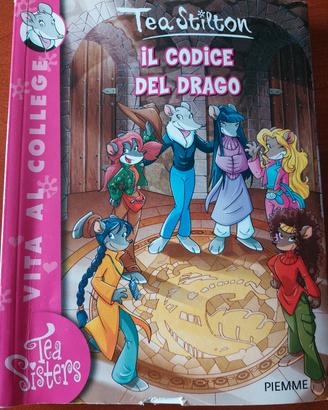 Tea Stilton
IL CODICE
DEL DRAGO
VITA AL COLLEGE
Tea
Sisters
PIEMME